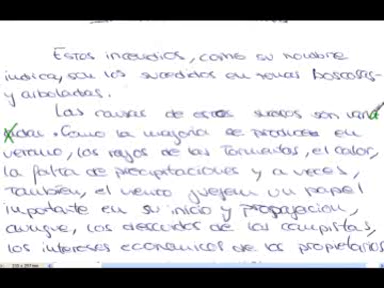 Estos incendios, como su nombre
indica, son los sucedidos en zonas boscosas
y arboladas.
Las causas de estos sucesos son varia
das. Como la mayoría se produce en
verano, los rayos de las tormentas, el calor,
la falta de precipitaciones y a veces,
también, el viento juegan un papel
importante en su inicio y propagación,
aunque, los descuidos de los campistas,
los intereses económicos de los propietarios